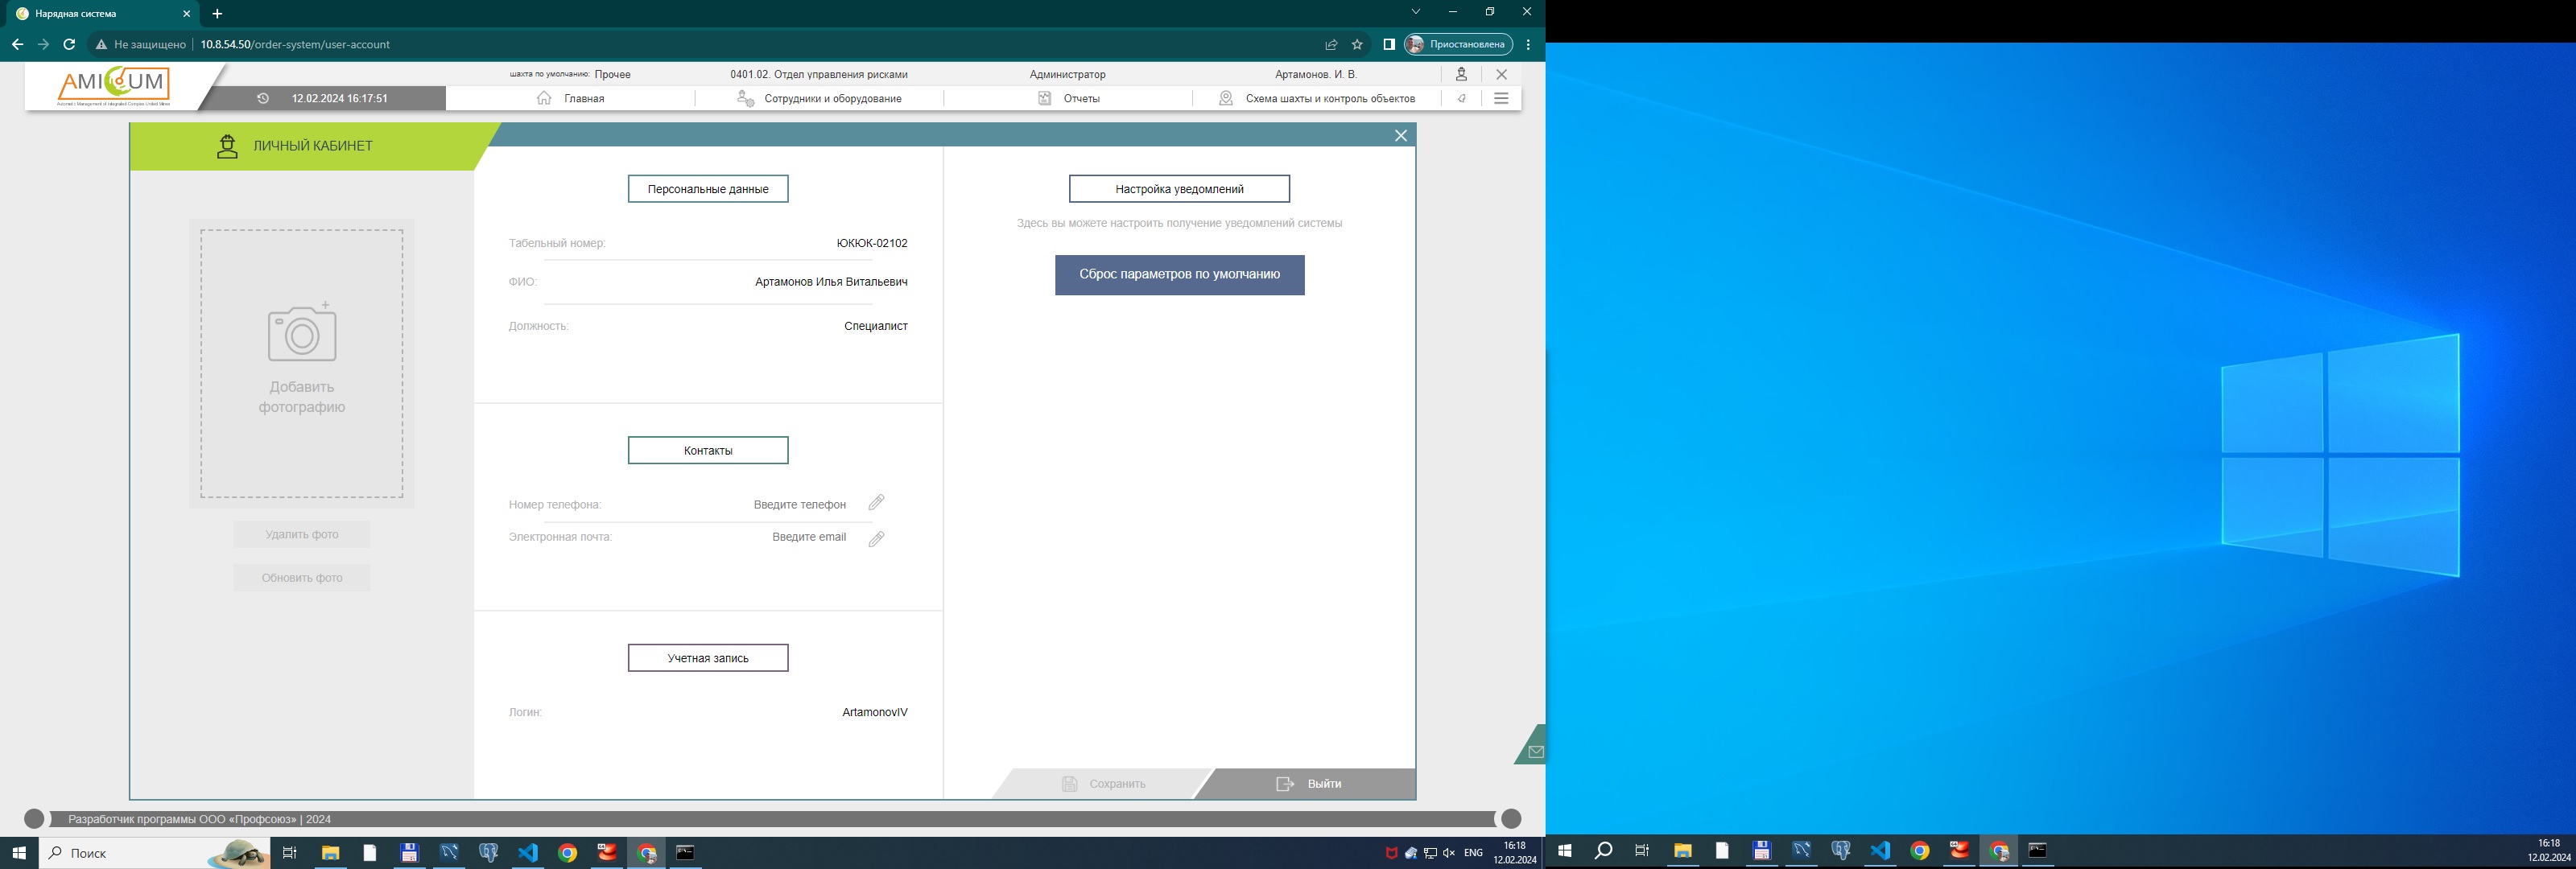 Нарядная система
Не защищено
10.8.54.50/order-system/user-account
Приостановлена
AMICUM
шахта по умолчанию: Прочее
0401.02. Отдел управления рисками
Администратор
Артамонов. И. В.
12.02.2024 16:17:51
Главная
Сотрудники и оборудование
Отчеты
Схема шахты и контроль объектов
ЛИЧНЫЙ КАБИНЕТ
Добавить
фотографию
Удалить фото
Обновить фото
Персональные данные
Табельный номер: ЮКЮК-02102
ФИО: Артамонов Илья Витальевич
Должность: Специалист
Контакты
Номер телефона: Введите телефон
Электронная почта: Введите email
Учетная запись
Логин: ArtamonovIV
Настройка уведомлений
Здесь вы можете настроить получение уведомлений системы
Сброс параметров по умолчанию
Сохранить
Выйти
Разработчик программы ООО «Профсоюз» | 2024
Поиск
ENG
16:18
12.02.2024
16:18
12.02.2024